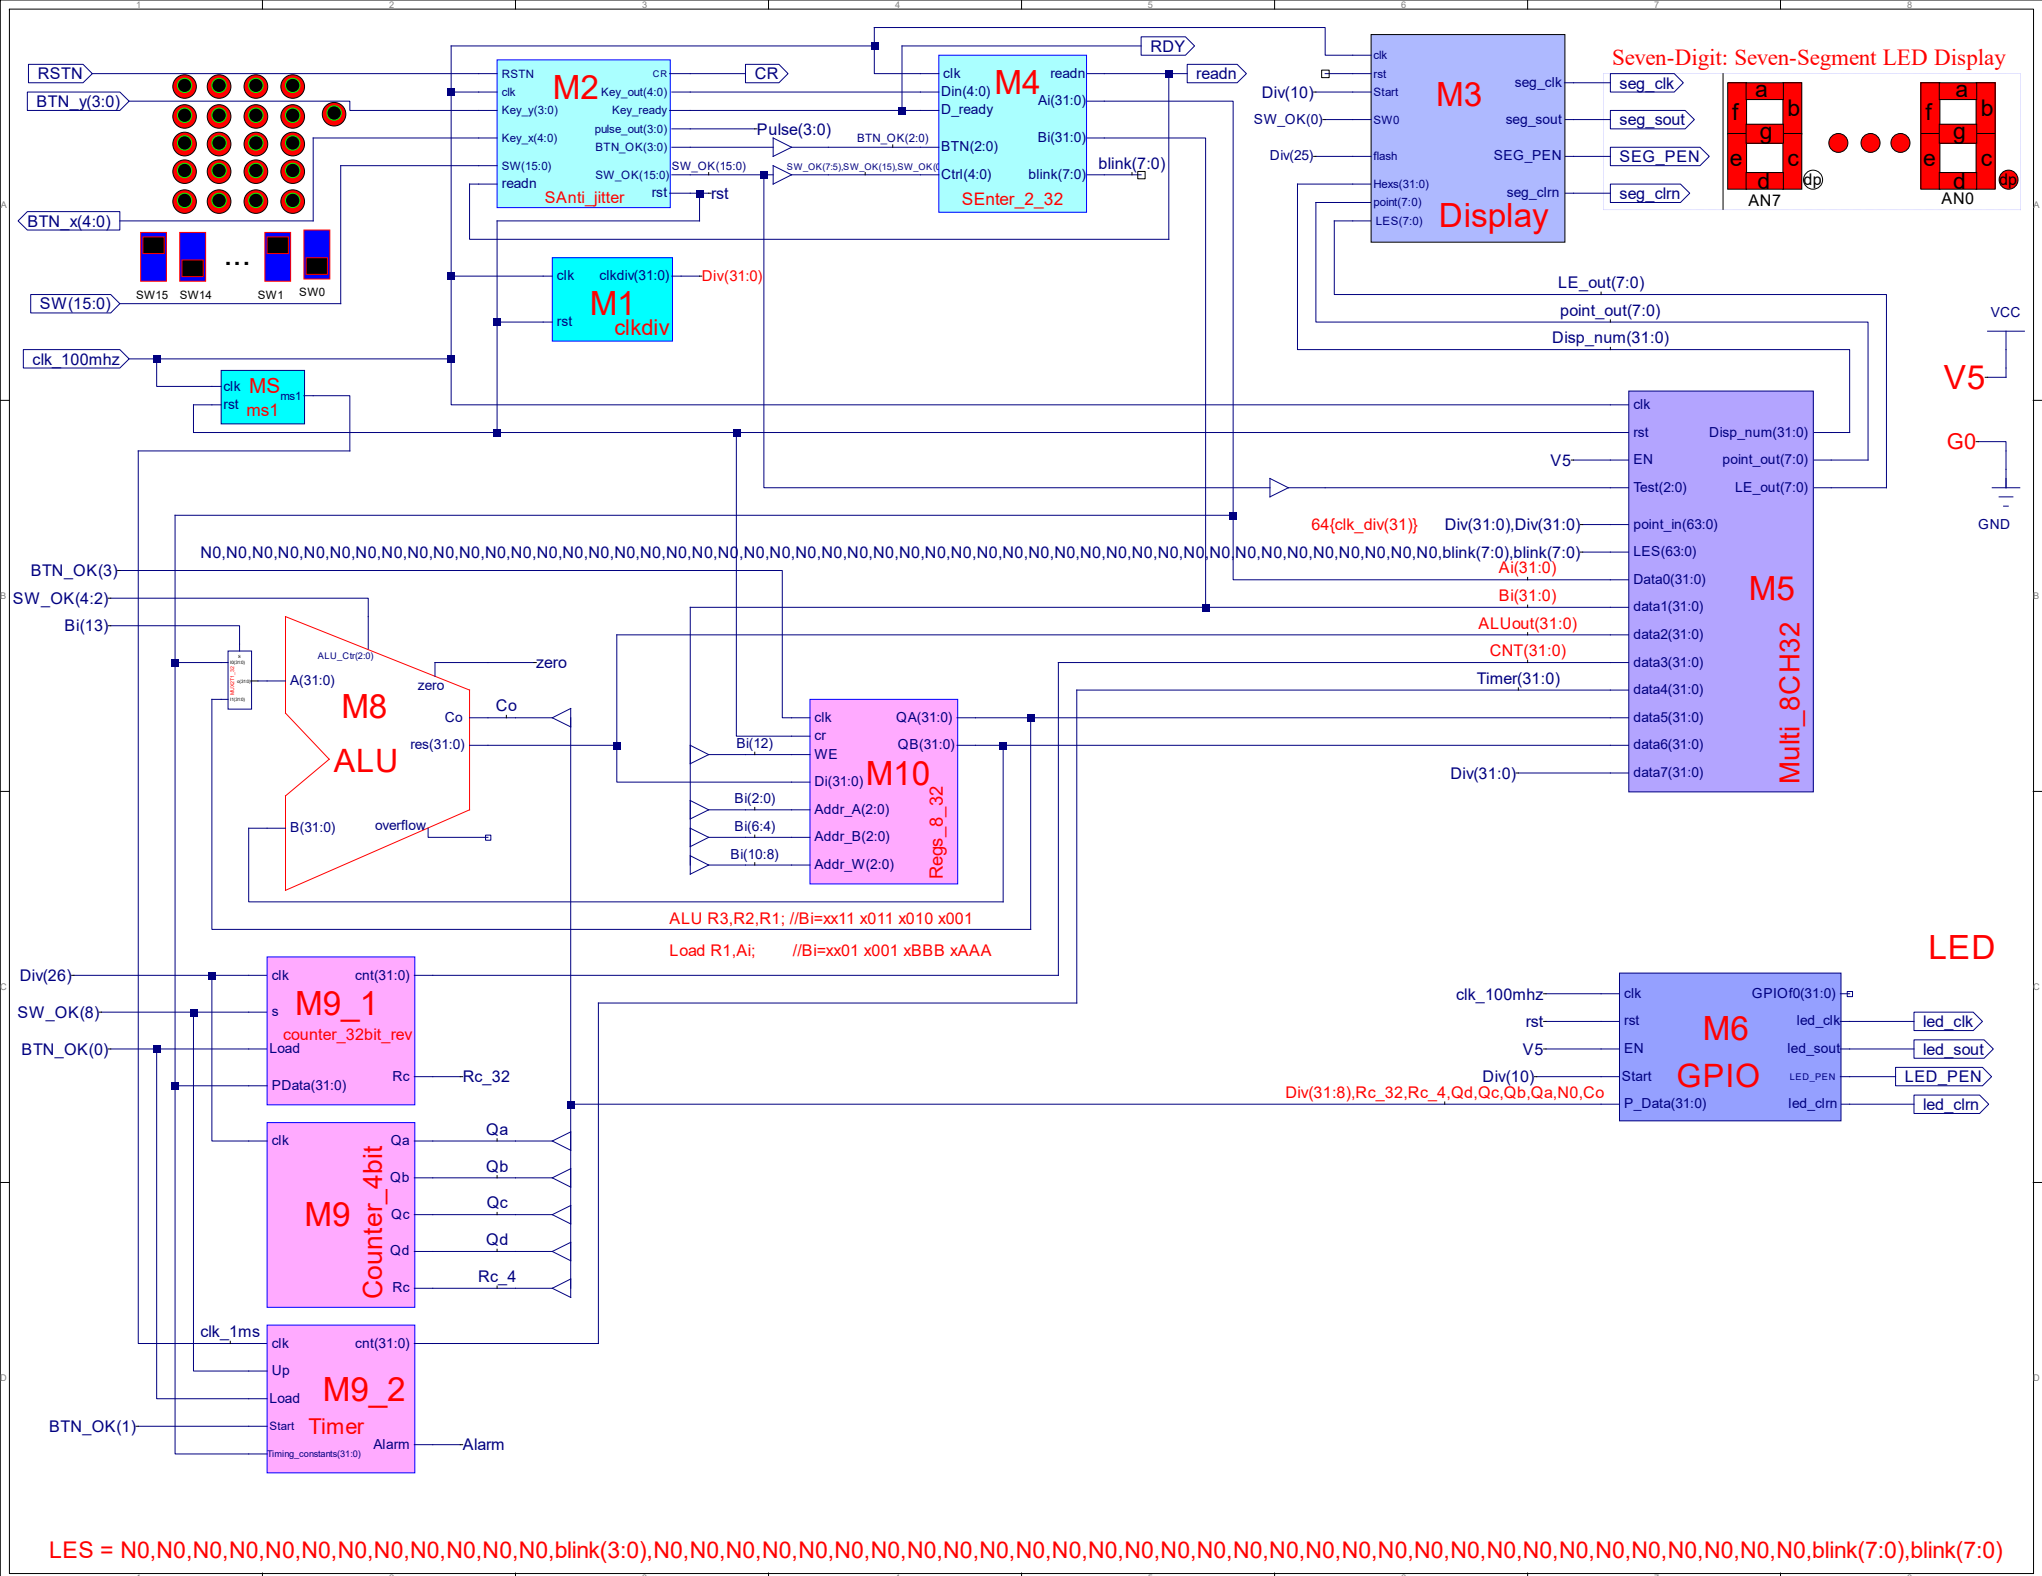 1 2 3 4 5 6 7 8
RSTN
BTN_y(3:0)
BTN_x(4:0)
SW15 SW14 ... SW1 SW0
SW(15:0)
clk_100mhz
RSTN
clk
Key_y(3:0)
Key_x(4:0)
SW(15:0)
readn
M2
SAnti_jitter
CR
Key_out(4:0)
Key_ready
pulse_out(3:0)
BTN_OK(3:0)
SW_OK(15:0)
rst
CR
Pulse(3:0)
BTN_OK(2:0)
SW_OK(15:0)
SW_OK(7:5),SW_OK(15),SW_OK(
rst
RDY
clk
Din(4:0)
D_ready
BTN(2:0)
Ctrl(4:0)
M4
SEnter_2_32
readn
Ai(31:0)
Bi(31:0)
blink(7:0)
readn
blink(7:0)
Div(10)
SW_OK(0)
Div(25)
clk
rst
Start
SW0
flash
Hexs(31:0)
point(7:0)
LES(7:0)
M3
Display
seg_clk
seg_sout
SEG_PEN
seg_clrn
seg_clk
seg_sout
SEG_PEN
seg_clrn
Seven-Digit: Seven-Segment LED Display
a
f b
g
e c
d dp
AN7
a
f b
g
e c
d dp
AN0
clk clkdiv(31:0)
M1
rst clkdiv
Div(31:0)
clk MS ms1
rst ms1
LE_out(7:0)
point_out(7:0)
Disp_num(31:0)
VCC
V5
G0
GND
V5
64{clk_div(31)} Div(31:0),Div(31:0)
N0,N0,N0,N0,N0,N0,N0,N0,N0,N0,N0,N0,N0,N0,N0,N0,N0,N0,N0,N0,N0,N0,N0,N0,N0,N0,N0,N0,N0,N0,N0,N0,N0,N0,N0,N0,N0,N0,N0,N0,N0,N0,N0,N0,N0,N0,N0,N0,blink(7:0),blink(7:0)
Ai(31:0)
Bi(31:0)
ALUout(31:0)
CNT(31:0)
Timer(31:0)
Div(31:0)
clk
rst
EN
Test(2:0)
point_in(63:0)
LES(63:0)
Data0(31:0)
data1(31:0)
data2(31:0)
data3(31:0)
data4(31:0)
data5(31:0)
data6(31:0)
data7(31:0)
Disp_num(31:0)
point_out(7:0)
LE_out(7:0)
M5
Multi_8CH32
BTN_OK(3)
SW_OK(4:2)
Bi(13)
ALU_Ctr(2:0)
A(31:0)
M8
ALU
B(31:0)
zero
Co
res(31:0)
overflow
zero
Co
Bi(12)
Bi(2:0)
Bi(6:4)
Bi(10:8)
clk
cr
WE
Di(31:0)
Addr_A(2:0)
Addr_B(2:0)
Addr_W(2:0)
QA(31:0)
QB(31:0)
M10
Regs_8_32
ALU R3,R2,R1; //Bi=xx11 x011 x010 x001
Load R1,Ai; //Bi=xx01 x001 xBBB xAAA
Div(26)
SW_OK(8)
BTN_OK(0)
clk cnt(31:0)
s M9_1
counter_32bit_rev
Load
Rc
PData(31:0)
Rc_32
clk
M9
Counter_4bit
Qa
Qb
Qc
Qd
Rc
Qa
Qb
Qc
Qd
Rc_4
clk_1ms
BTN_OK(1)
clk cnt(31:0)
Up
M9_2
Load
Start Timer
Alarm
Timing_constants(31:0)
Alarm
LED
clk_100mhz
rst
V5
Div(10)
Div(31:8),Rc_32,Rc_4,Qd,Qc,Qb,Qa,N0,Co
clk
rst
EN
Start
P_Data(31:0)
M6
GPIO
GPIOf0(31:0)
led_clk
led_sout
LED_PEN
led_clrn
led_clk
led_sout
LED_PEN
led_clrn
LES = N0,N0,N0,N0,N0,N0,N0,N0,N0,N0,N0,N0,blink(3:0),N0,N0,N0,N0,N0,N0,N0,N0,N0,N0,N0,N0,N0,N0,N0,N0,N0,N0,N0,N0,N0,N0,N0,N0,N0,N0,N0,N0,N0,N0,N0,N0,blink(7:0),blink(7:0)